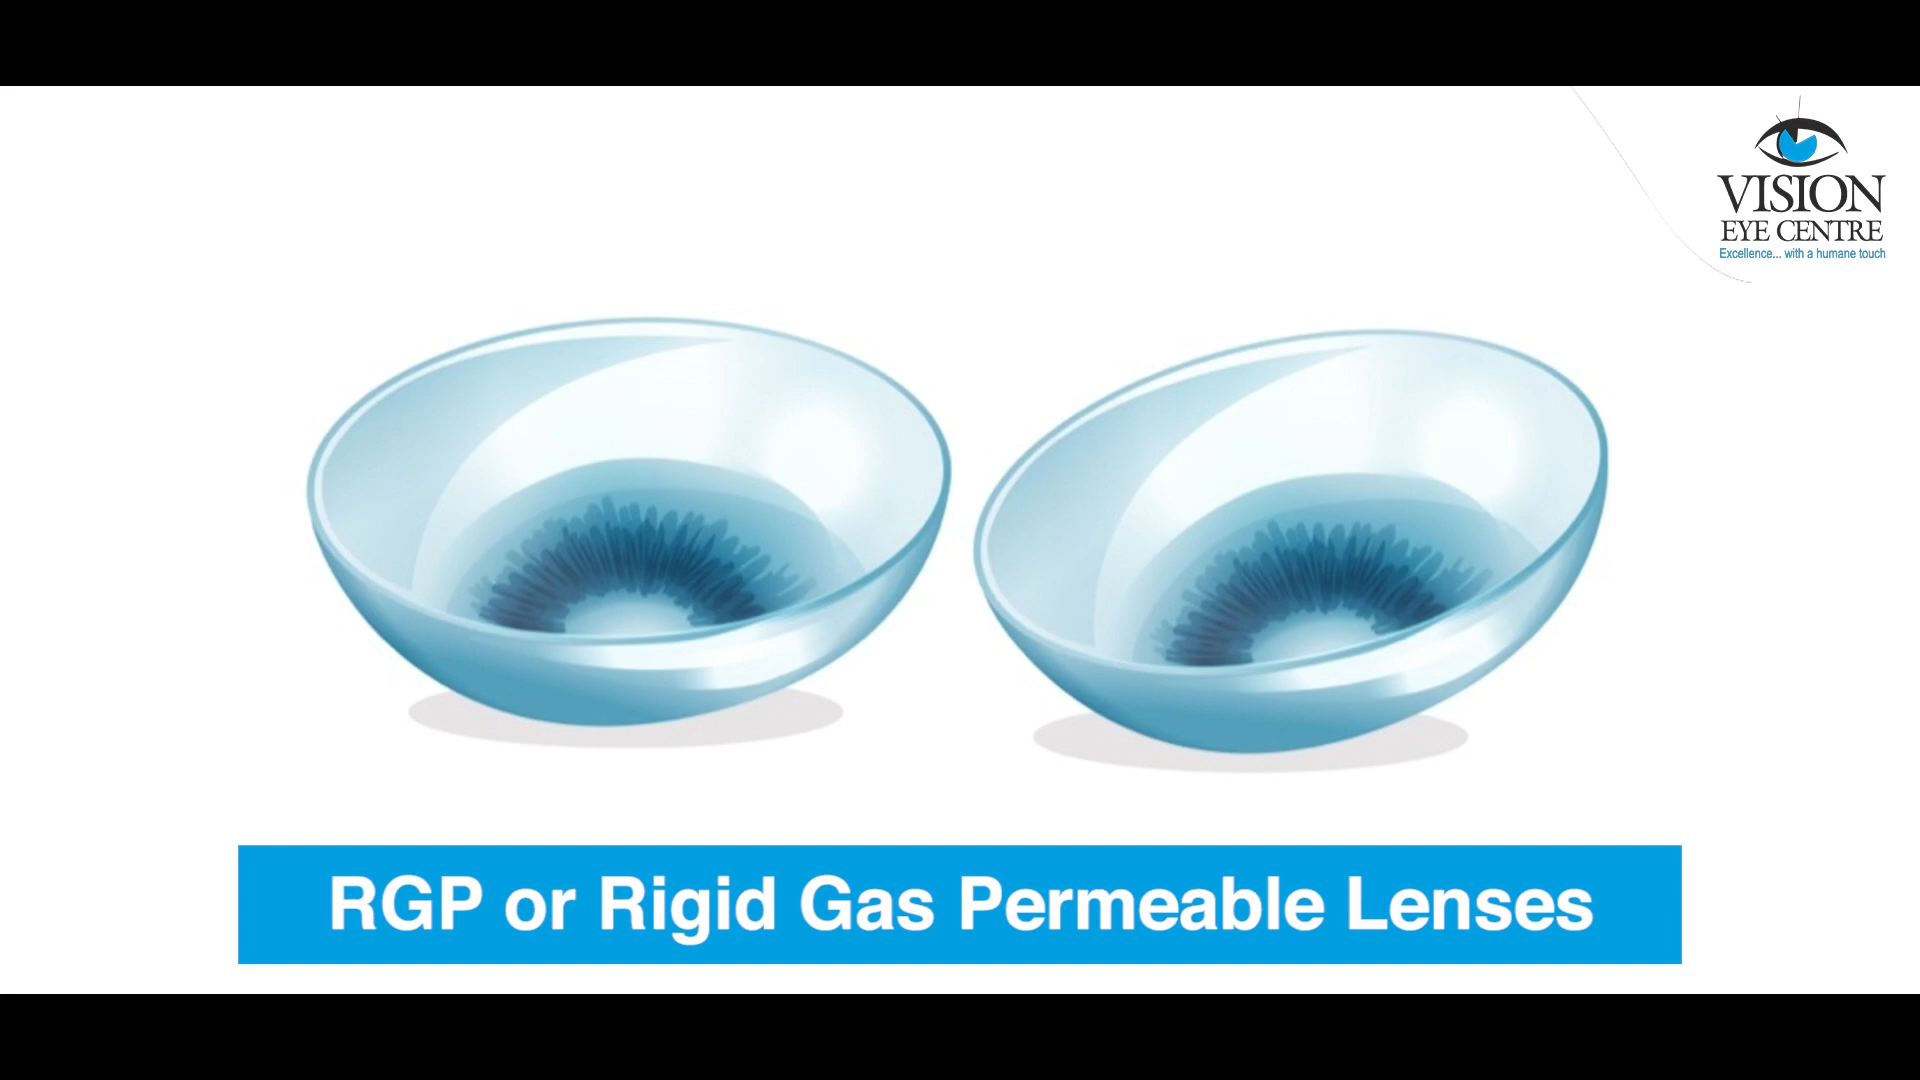 VISION
EYE CENTRE
Excellence... with a humane touch
RGP or Rigid Gas Permeable Lenses